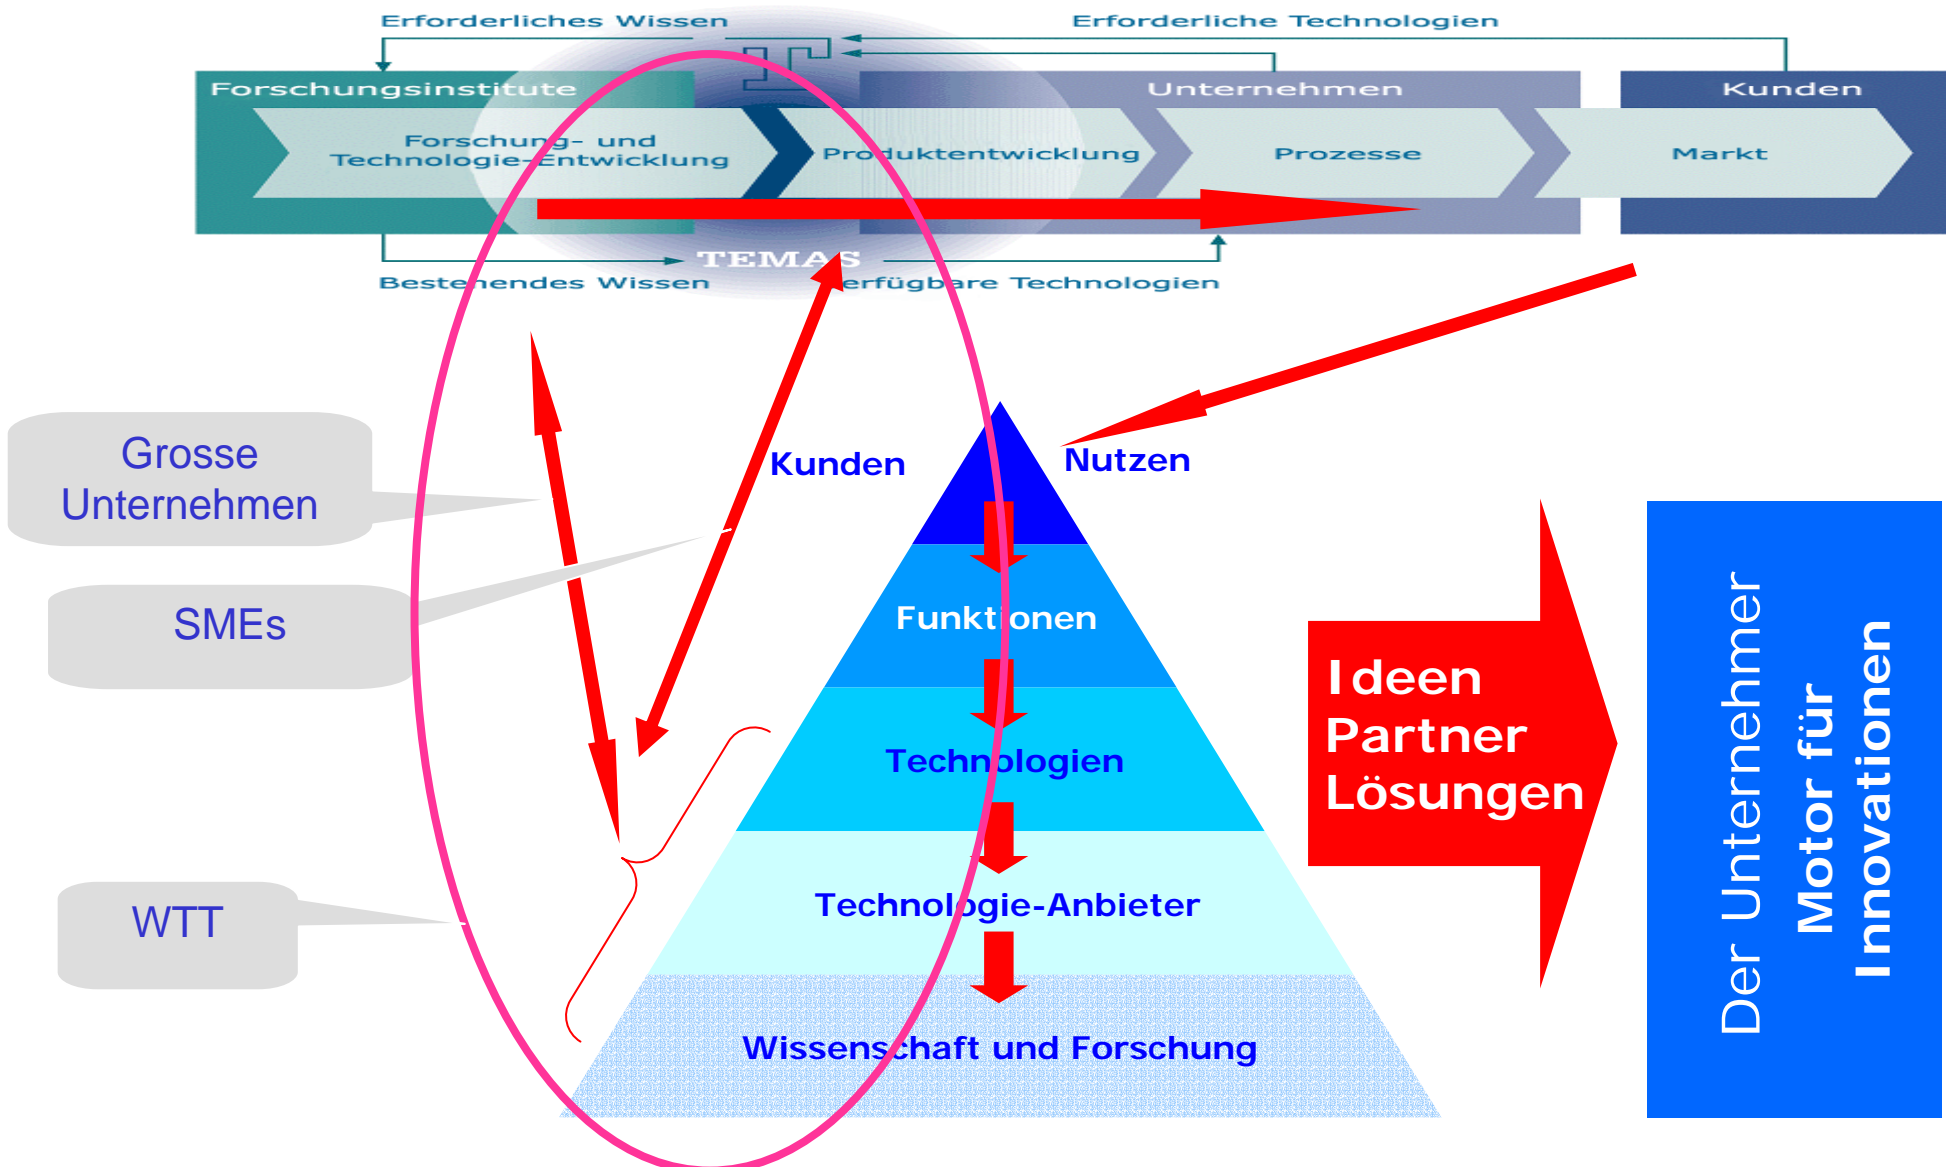 Erforderliches Wissen
Erforderliche Technologien
Forschungsinstitute
Unternehmen
Kunden
Forschung- und
Technologie-Entwicklung
Produktentwicklung
Prozesse
Markt
TEMAS
Bestehendes Wissen
erfügbare Technologien
Grosse
Unternehmen
SMEs
WTT
Kunden
Nutzen
Funktionen
Technologien
Technologie-Anbieter
Wissenschaft und Forschung
Ideen
Partner
Lösungen
Der Unternehmer
Motor für
Innovationen